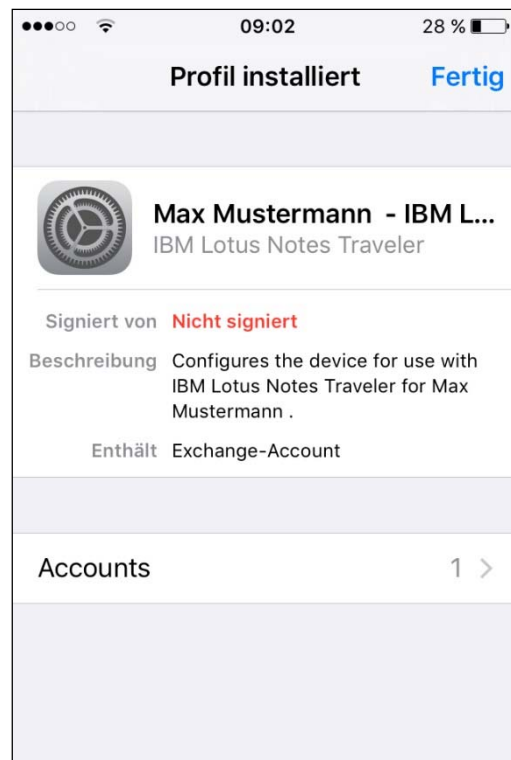 09:02 28 %
Profil installiert Fertig
Max Mustermann - IBM L...
IBM Lotus Notes Traveler
Signiert von Nicht signiert
Beschreibung Configures the device for use with
IBM Lotus Notes Traveler for Max
Mustermann .
Enthält Exchange-Account
Accounts 1